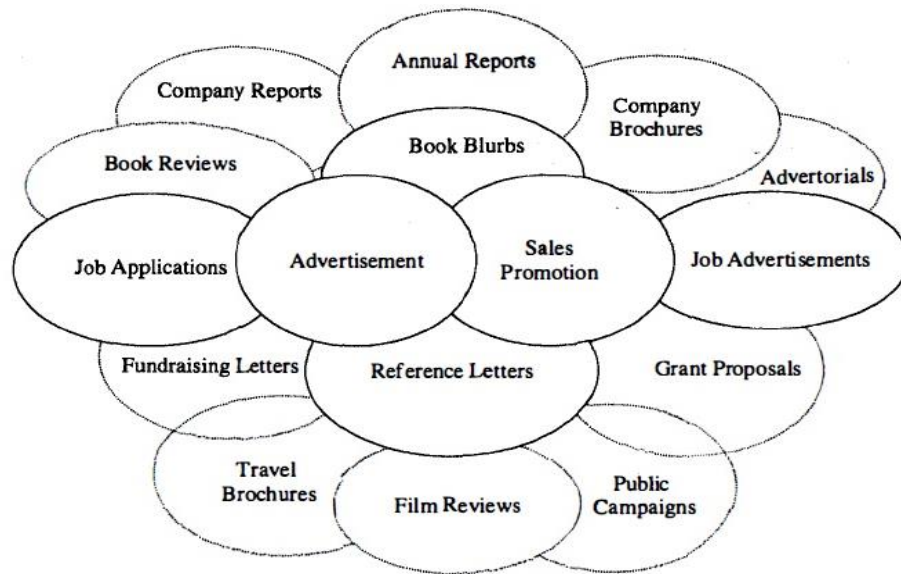 Annual Reports
Company Reports
Company
Brochures
Book Blurbs
Book Reviews
Advertorials
Job Applications
Advertisement
Sales
Promotion
Job Advertisements
Fundraising Letters
Reference Letters
Grant Proposals
Travel
Brochures
Film Reviews
Public
Campaigns